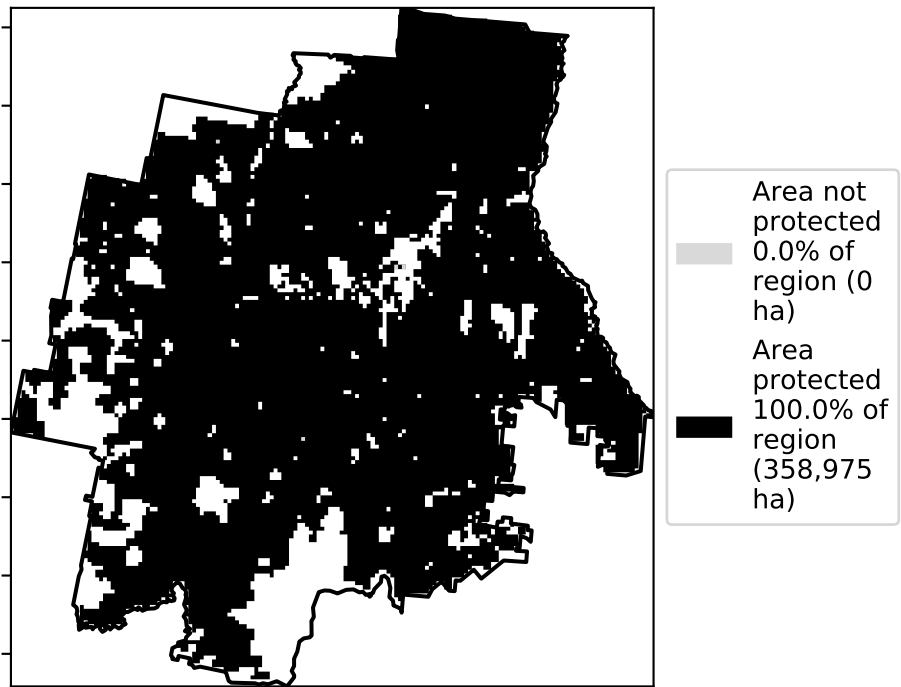 Area not
protected
0.0% of
region (0
ha)
Area
protected
100.0% of
region
(358,975
ha)